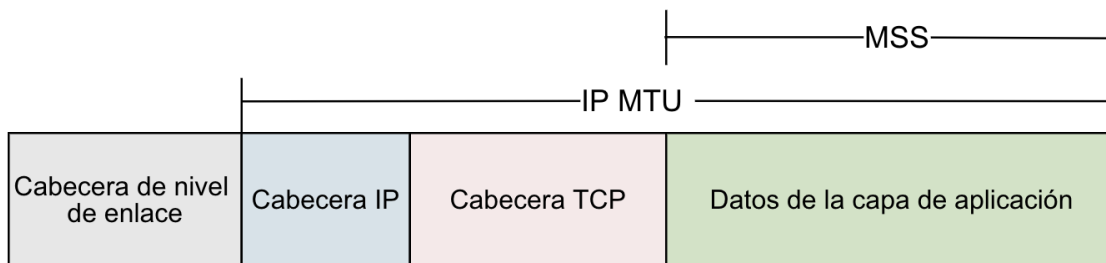 MSS
IP MTU
Cabecera de nivel
de enlace
Cabecera IP
Cabecera TCP
Datos de la capa de aplicación